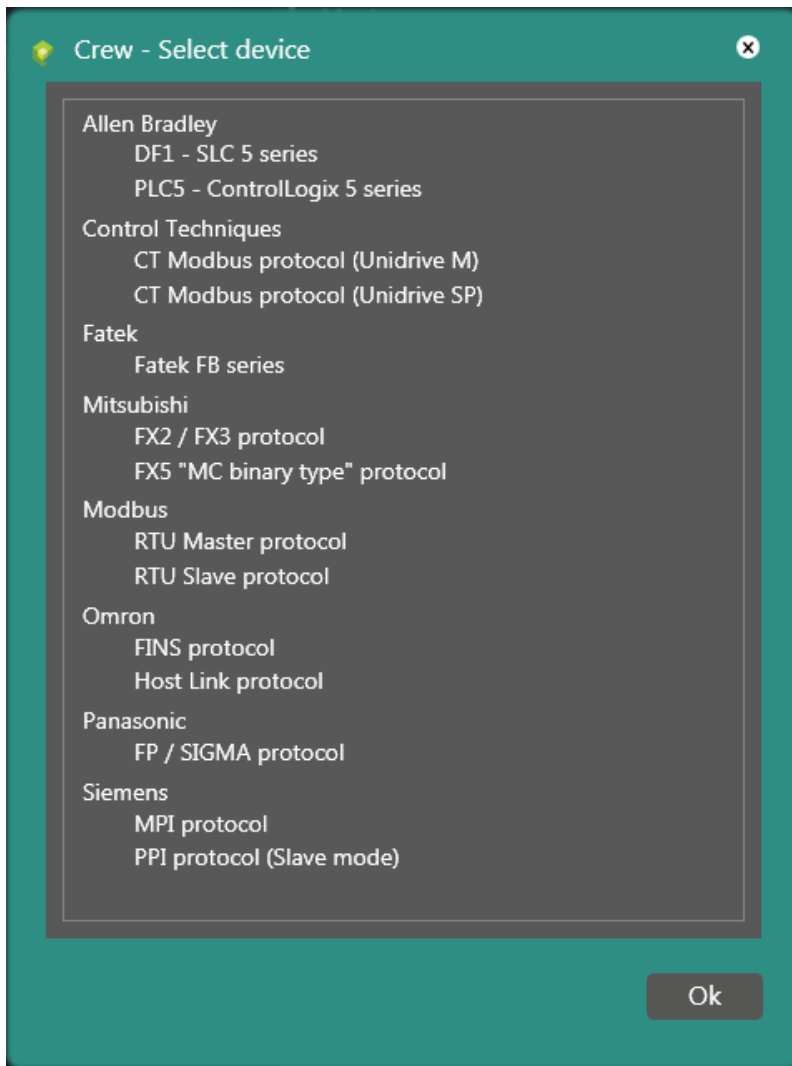 Crew - Select device
Allen Bradley
DF1 - SLC 5 series
PLC5 - ControlLogix 5 series
Control Techniques
CT Modbus protocol (Unidrive M)
CT Modbus protocol (Unidrive SP)
Fatek
Fatek FB series
Mitsubishi
FX2 / FX3 protocol
FX5 "MC binary type" protocol
Modbus
RTU Master protocol
RTU Slave protocol
Omron
FINS protocol
Host Link protocol
Panasonic
FP / SIGMA protocol
Siemens
MPI protocol
PPI protocol (Slave mode)
Ok